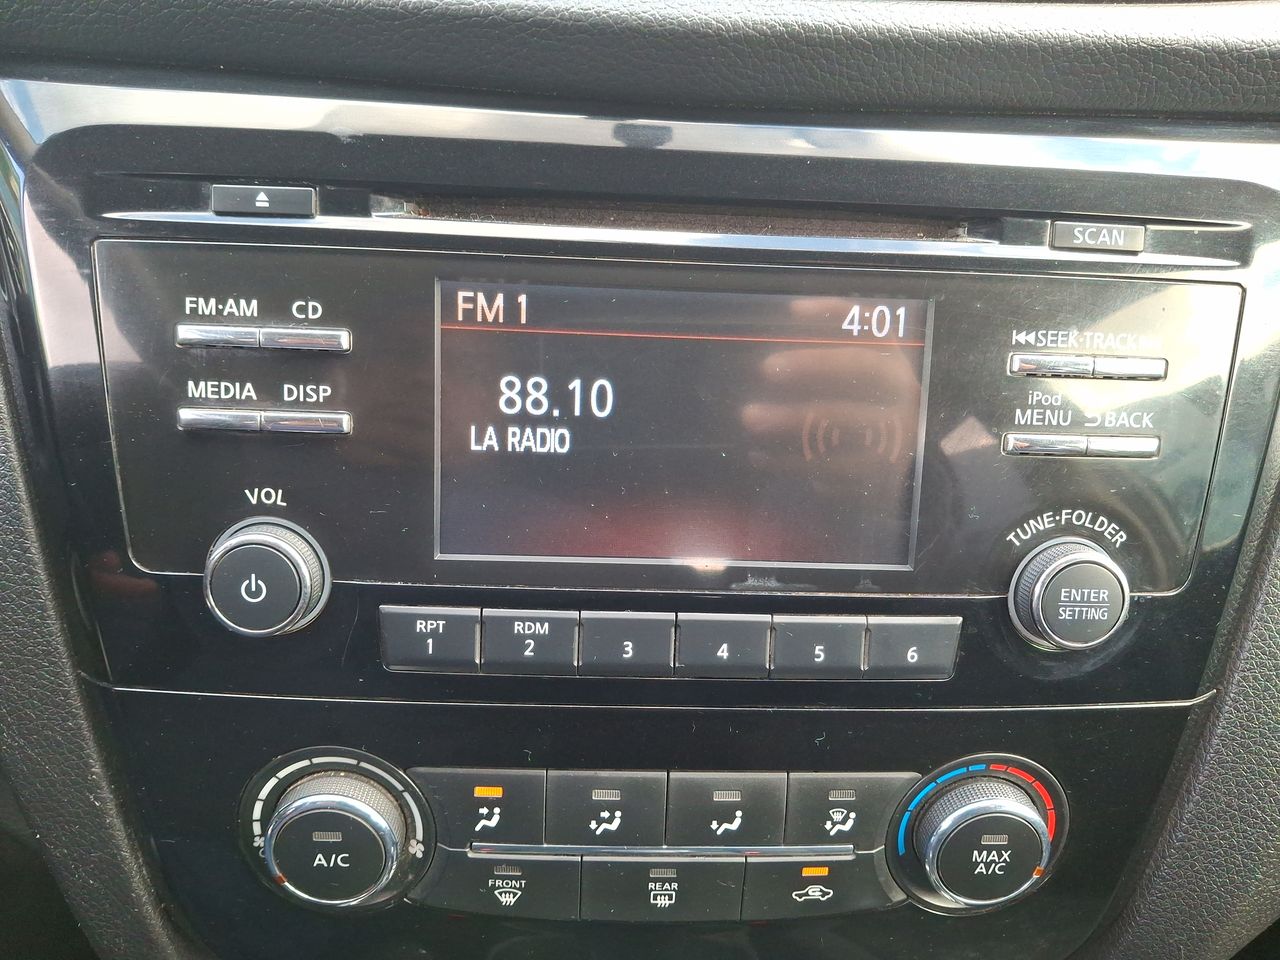 SCAN
FM·AM CD
FM 1 4:01
SEEK·TRACK
MEDIA DISP
88.10
iPod
MENU BACK
LA RADIO
VOL
TUNE·FOLDER
ENTER
SETTING
RPT RDM
1 2 3 4 5 6
A/C
MAX
A/C
FRONT REAR